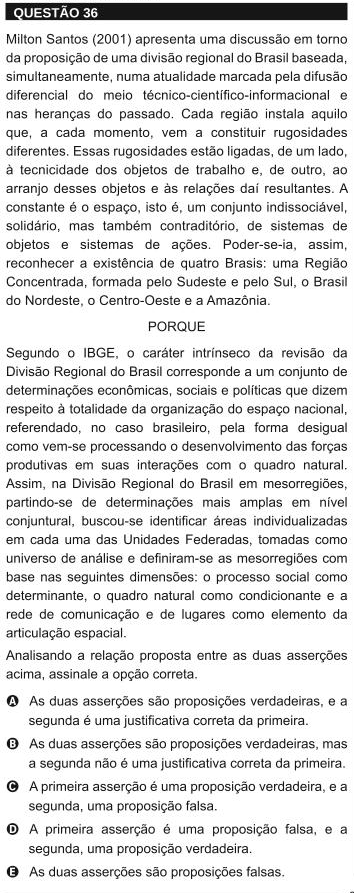 QUESTÃO 36
Milton Santos (2001) apresenta uma discussão em torno
da proposição de uma divisão regional do Brasil baseada,
simultaneamente, numa atualidade marcada pela difusão
diferencial do meio técnico-científico-informacional e
nas heranças do passado. Cada região instala aquilo
que, a cada momento, vem a constituir rugosidades
diferentes. Essas rugosidades estão ligadas, de um lado,
à tecnicidade dos objetos de trabalho e, de outro, ao
arranjo desses objetos e às relações daí resultantes. A
constante é o espaço, isto é, um conjunto indissociável,
solidário, mas também contraditório, de sistemas de
objetos e sistemas de ações. Poder-se-ia, assim,
reconhecer a existência de quatro Brasis: uma Região
Concentrada, formada pelo Sudeste e pelo Sul, o Brasil
do Nordeste, o Centro-Oeste e a Amazônia.
PORQUE
Segundo o IBGE, o caráter intrínseco da revisão da
Divisão Regional do Brasil corresponde a um conjunto de
determinações econômicas, sociais e políticas que dizem
respeito à totalidade da organização do espaço nacional,
referendado, no caso brasileiro, pela forma desigual
como vem-se processando o desenvolvimento das forças
produtivas em suas interações com o quadro natural.
Assim, na Divisão Regional do Brasil em mesorregiões,
partindo-se de determinações mais amplas em nível
conjuntural, buscou-se identificar áreas individualizadas
em cada uma das Unidades Federadas, tomadas como
universo de análise e definiram-se as mesorregiões com
base nas seguintes dimensões: o processo social como
determinante, o quadro natural como condicionante e a
rede de comunicação e de lugares como elemento da
articulação espacial.
Analisando a relação proposta entre as duas asserções
acima, assinale a opção correta.
A As duas asserções são proposições verdadeiras, e a
segunda é uma justificativa correta da primeira.
B As duas asserções são proposições verdadeiras, mas
a segunda não é uma justificativa correta da primeira.
C A primeira asserção é uma proposição verdadeira, e a
segunda, uma proposição falsa.
D A primeira asserção é uma proposição falsa, e a
segunda, uma proposição verdadeira.
E As duas asserções são proposições falsas.